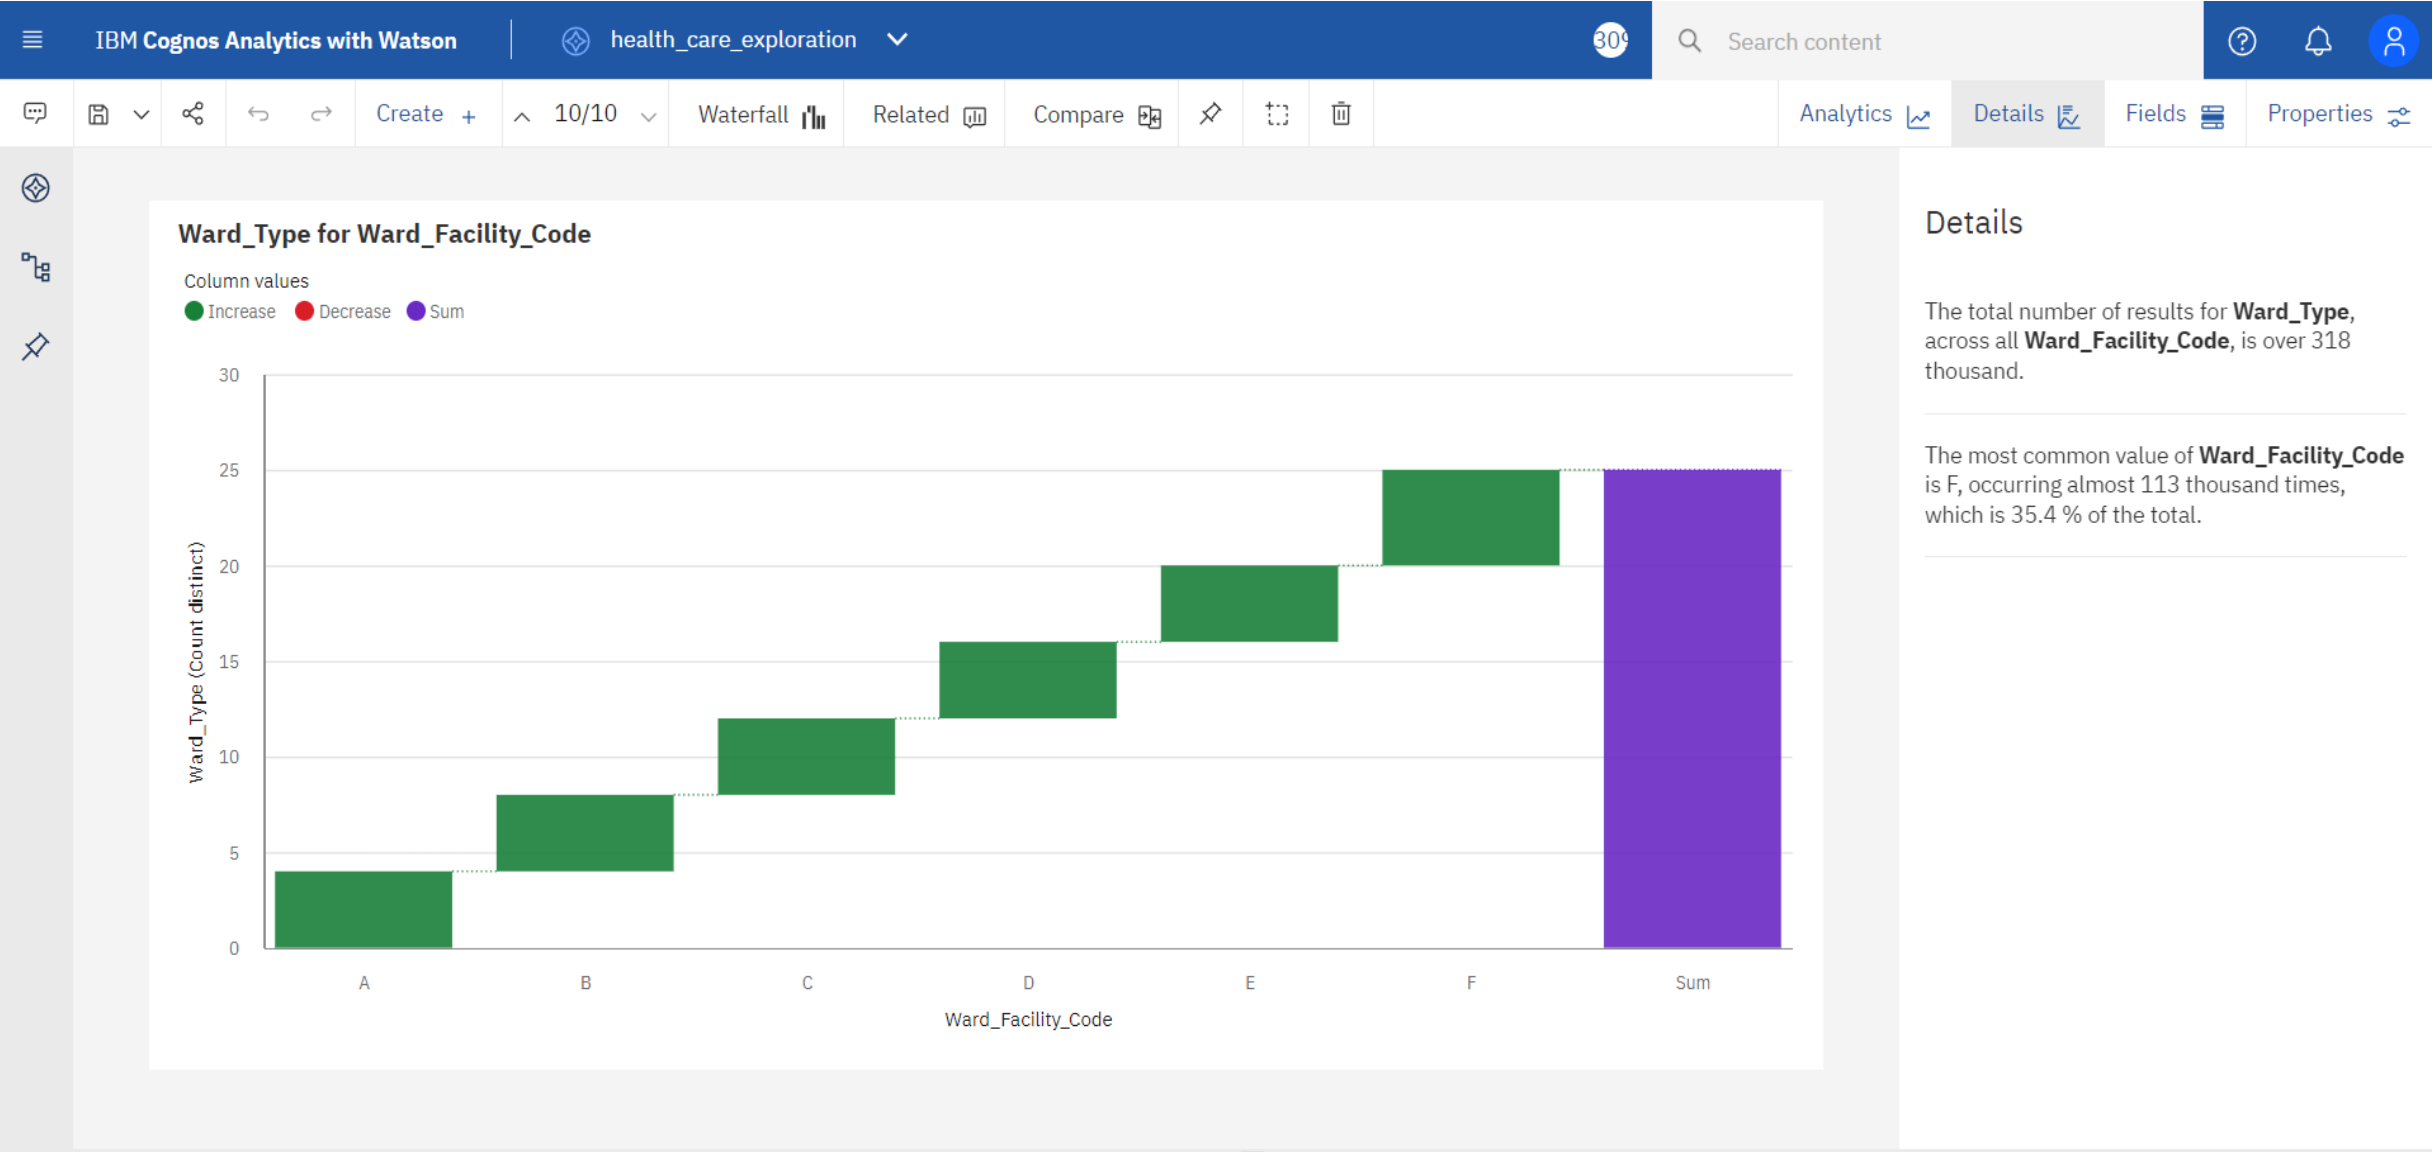 IBM Cognos Analytics with Watson
health_care_exploration
Search content
Create
10/10
Waterfall
Related
Compare
Analytics
Details
Fields
Properties
Ward_Type for Ward_Facility_Code
Column values
Increase Decrease Sum
30
25
20
15
10
5
0
Ward_Type (Count distinct)
A B C D E F Sum
Ward_Facility_Code
Details
The total number of results for Ward_Type,
across all Ward_Facility_Code, is over 318
thousand.
The most common value of Ward_Facility_Code
is F, occurring almost 113 thousand times,
which is 35.4 % of the total.